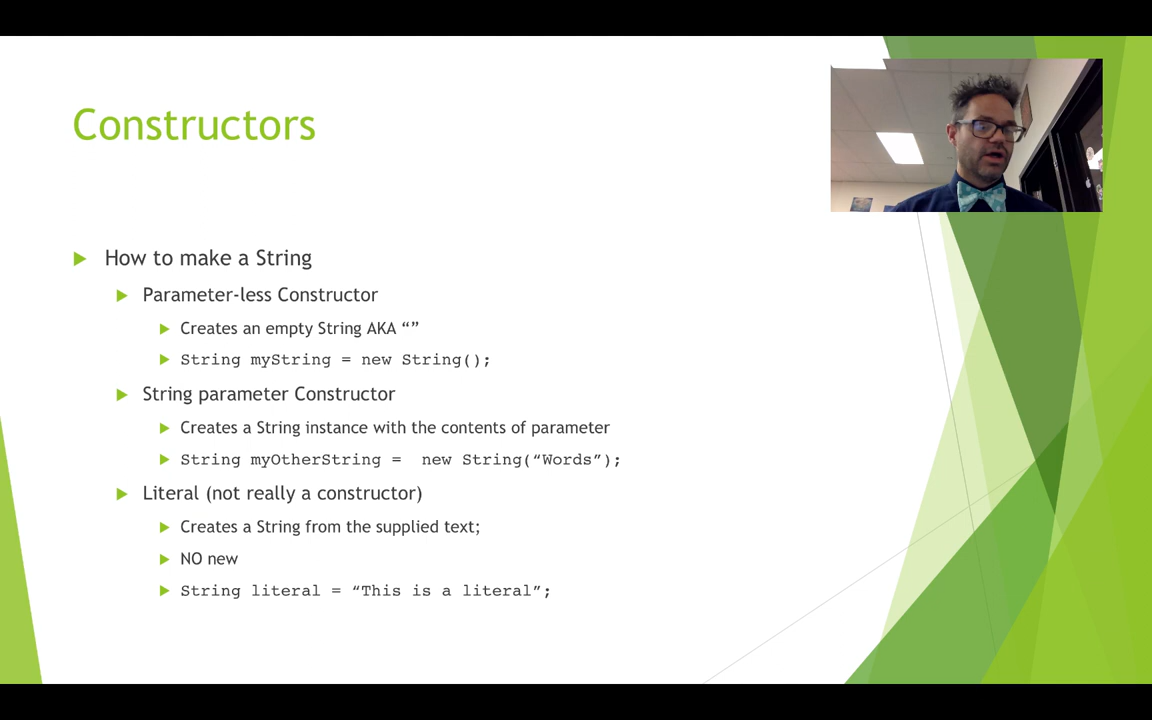 Constructors
How to make a String
Parameter-less Constructor
Creates an empty String AKA “”
String myString = new String();
String parameter Constructor
Creates a String instance with the contents of parameter
String myOtherString =  new String(“Words”);
Literal (not really a constructor)
Creates a String from the supplied text;
NO new
String literal = “This is a literal”;